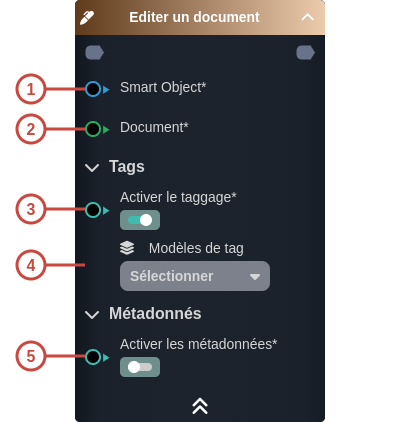 Editer un document
1 Smart Object*
2 Document*
Tags
3 Activer le taggage*
Modèles de tag
4 Sélectionner
Métadonnés
5 Activer les métadonnées*